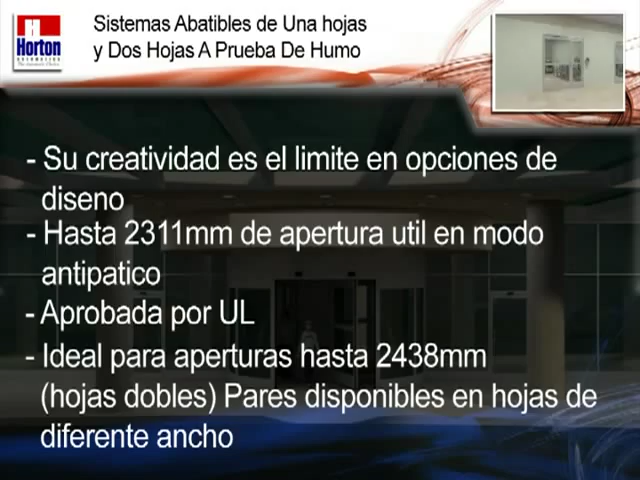 H
Horton
AUTOMATICS
Sistemas Abatibles de Una hojas
y Dos Hojas A Prueba De Humo
- Su creatividad es el limite en opciones de
diseno
- Hasta 2311mm de apertura util en modo
antipatico
- Aprobada por UL
- Ideal para aperturas hasta 2438mm
(hojas dobles) Pares disponibles en hojas de
diferente ancho